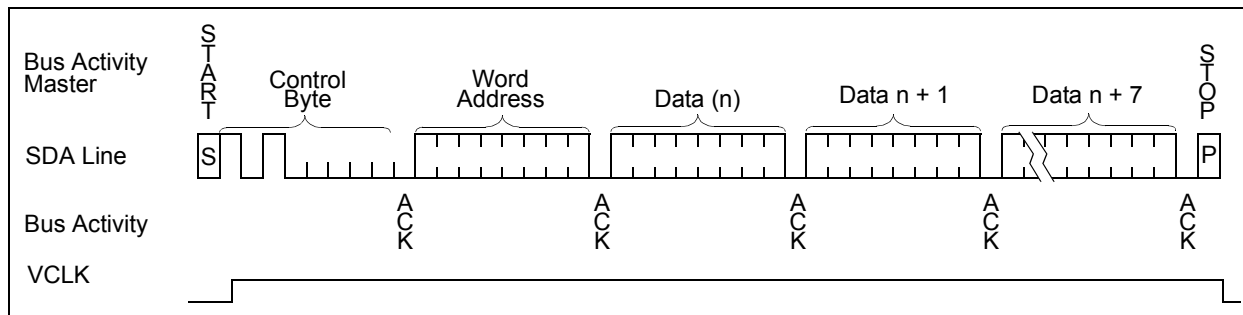 Bus Activity
Master
START
Control
Byte
Word
Address
Data (n)
Data n + 1
Data n + 7
STOP
SDA Line
S
P
Bus Activity
ACK
ACK
ACK
ACK
ACK
VCLK